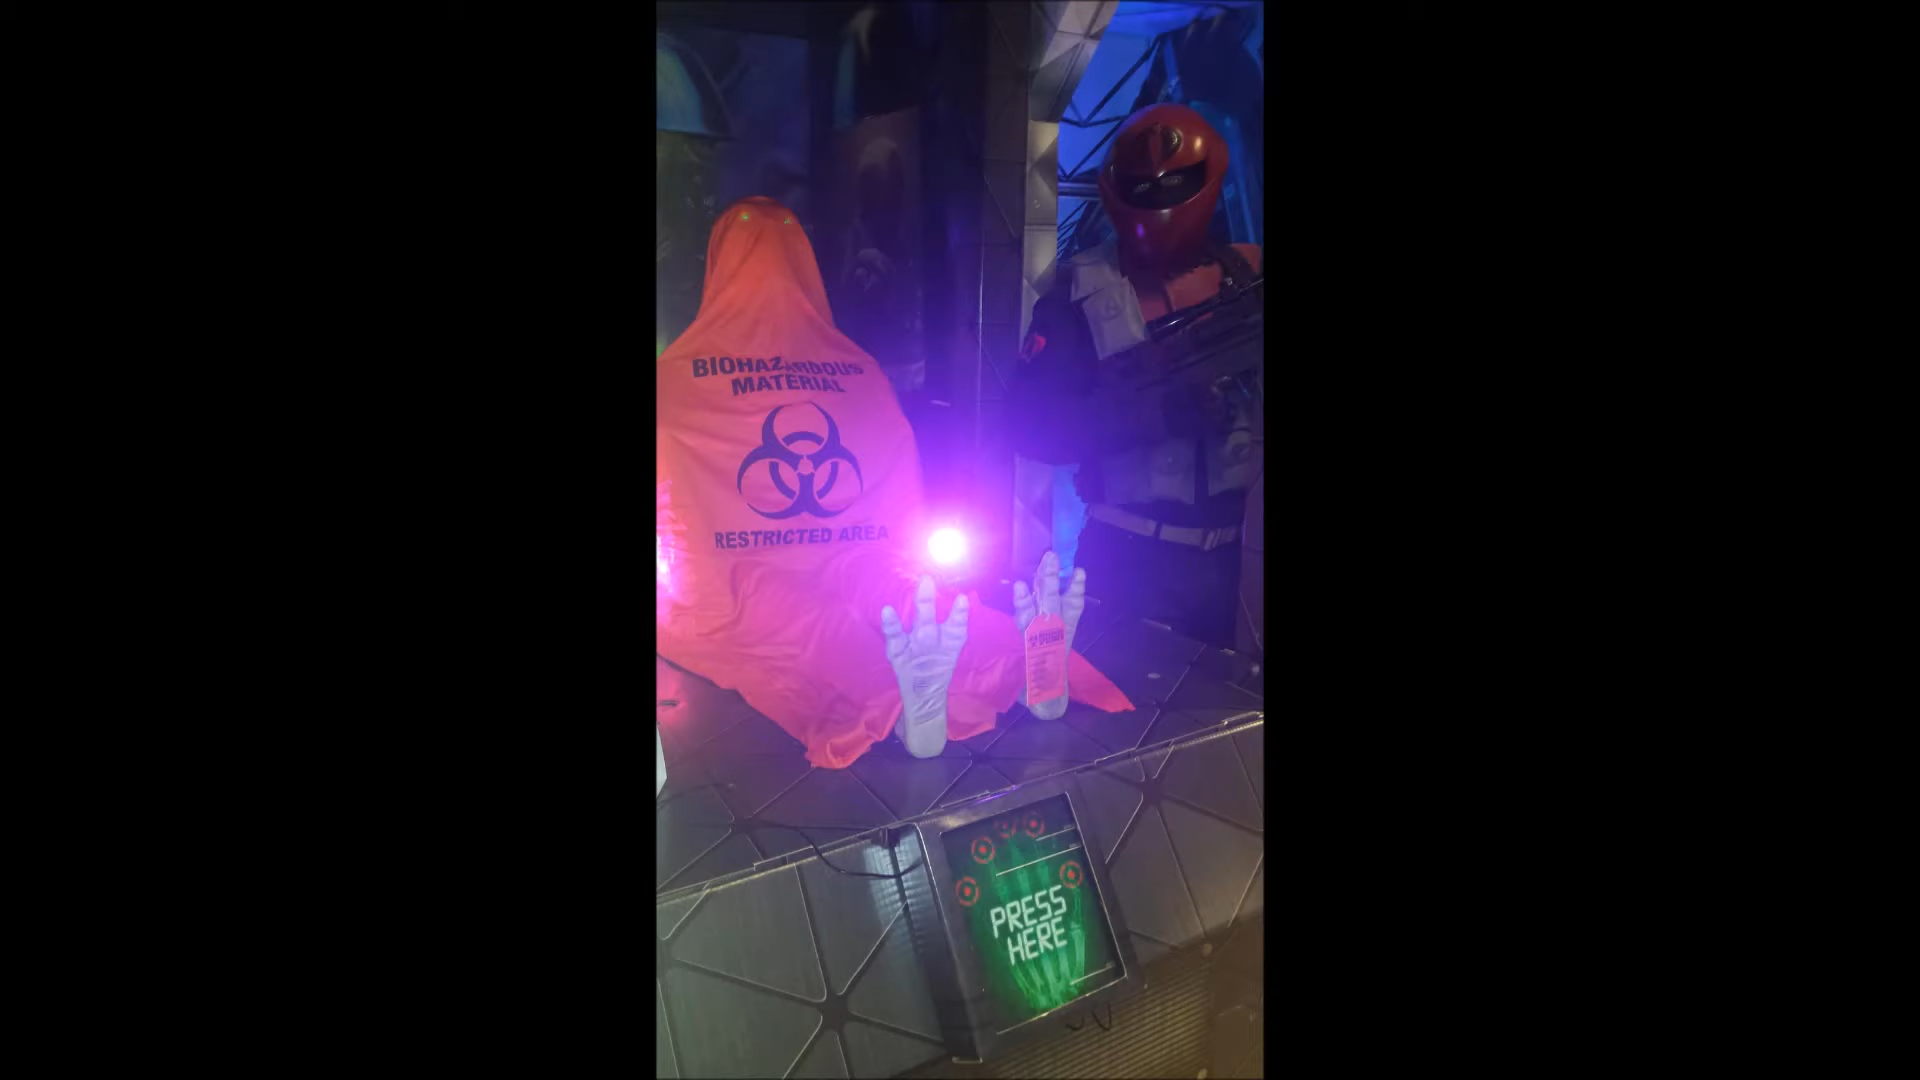 BIOHAZARDOUS
MATERIAL
RESTRICTED AREA
PRESS
HERE